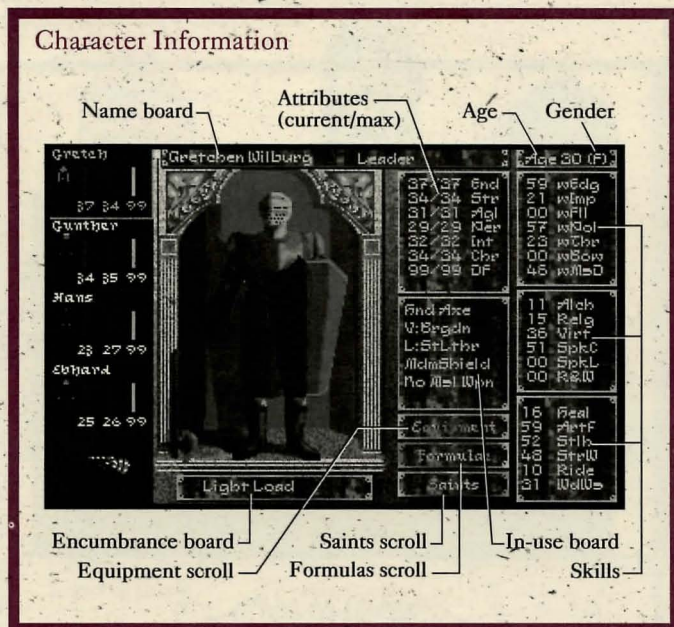 Character Information
Attributes
(current/max)
Name board
Age
Gender
Gretch
37 34 99
Gunther
34 35 99
Hans
23 27 99
Ebhard
25 26 99
Gretchen Wilburg Leader
Age 30 (F)
37/37 End
34/34 Str
31/31 Agl
29/29 Per
32/32 Int
34/34 Chr
99/99 DF
Hnd Axe
V:Brgdn
L:StLthr
MdmShield
No Msl Wpn
Equipment
Formulas
Saints
Light Load
59 wEdg
21 wImp
00 wFll
57 wPol
23 wThr
00 wBow
46 wMsD
11 Alch
15 Relg
36 Virt
51 SpkC
00 SpkL
00 R&W
16 Heal
59 Artf
52 Stlh
48 StrW
10 Ride
31 WdWs
Encumbrance board
Equipment scroll
Saints scroll
Formulas scroll
In-use board
Skills